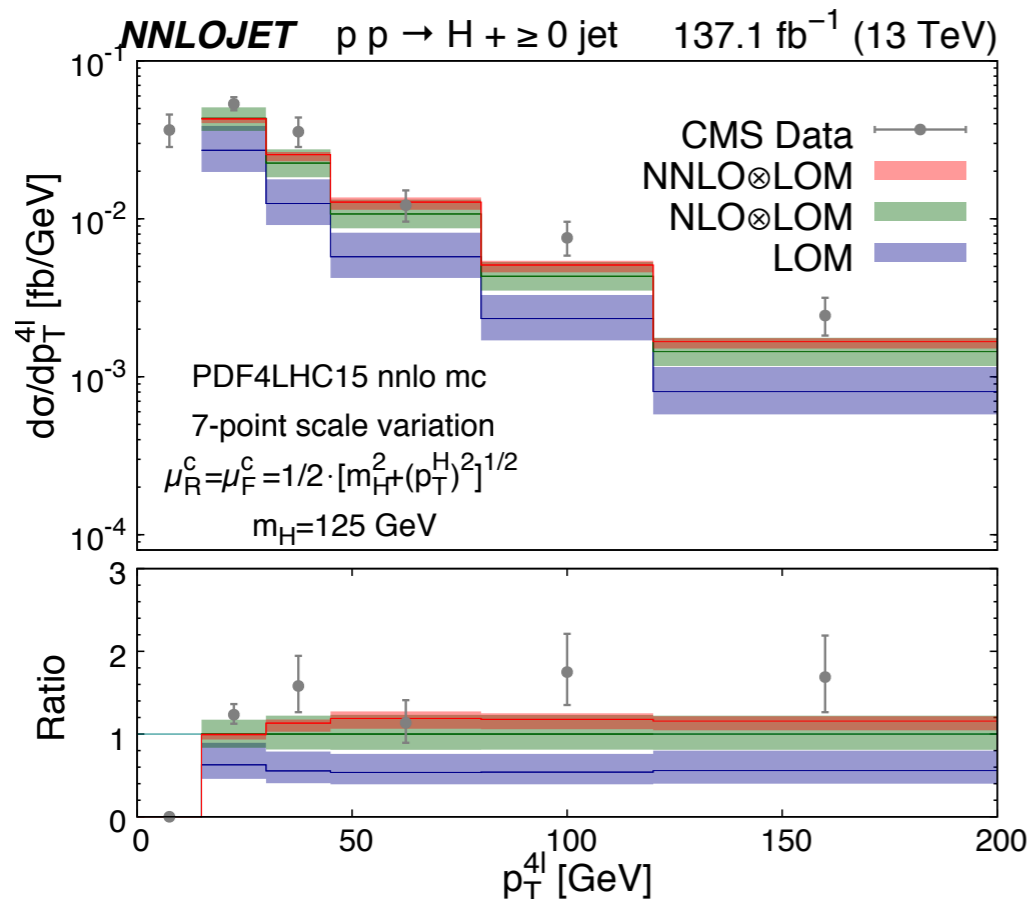 NNLOJET p p → H + ≥ 0 jet 137.1 fb⁻¹ (13 TeV)
10⁻¹
10⁻²
10⁻³
10⁻⁴
dσ/dp_T^4l [fb/GeV]
CMS Data
NNLO⊗LOM
NLO⊗LOM
LOM
PDF4LHC15 nnlo mc
7-point scale variation
μ_R^c=μ_F^c=1/2·[m_H^2+(p_T^H)^2]^1/2
m_H=125 GeV
3
2
1
0
Ratio
0 50 100 150 200
p_T^4l [GeV]